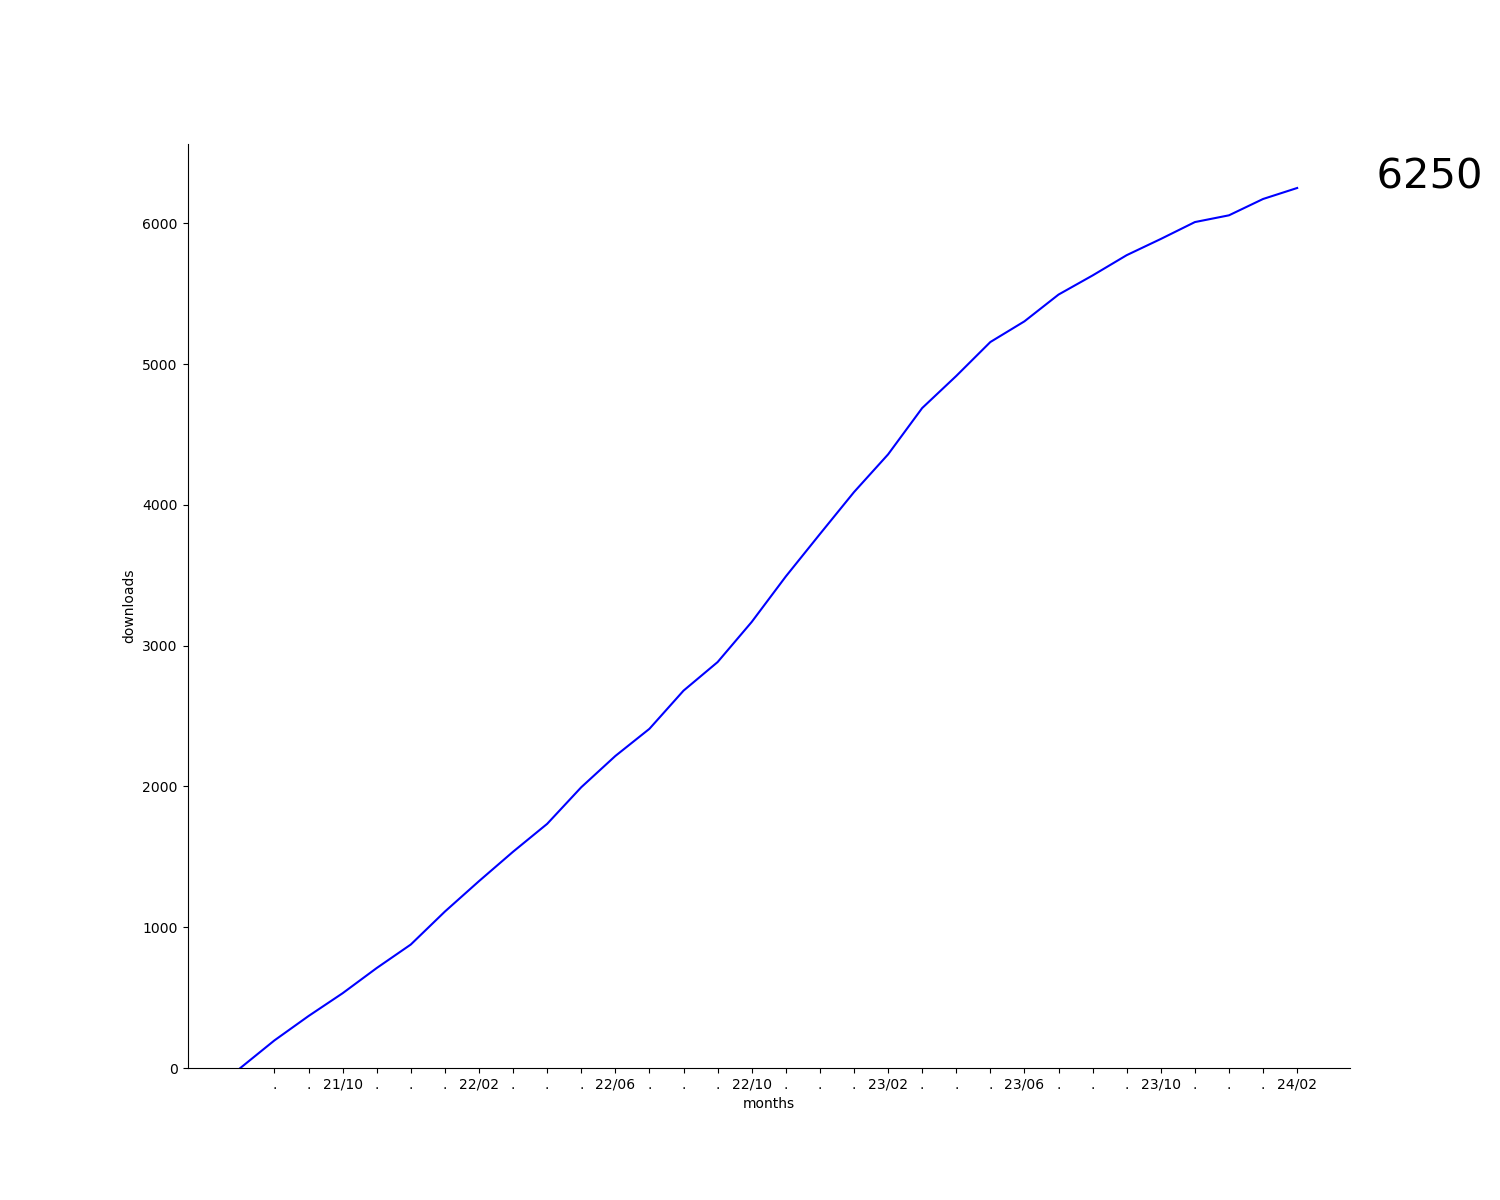 6250
6000
5000
4000
3000
2000
1000
0
downloads
. . 21/10 . . . 22/02 . . . 22/06 . . . 22/10 . . . 23/02 . . . 23/06 . . . 23/10 . . . 24/02
months